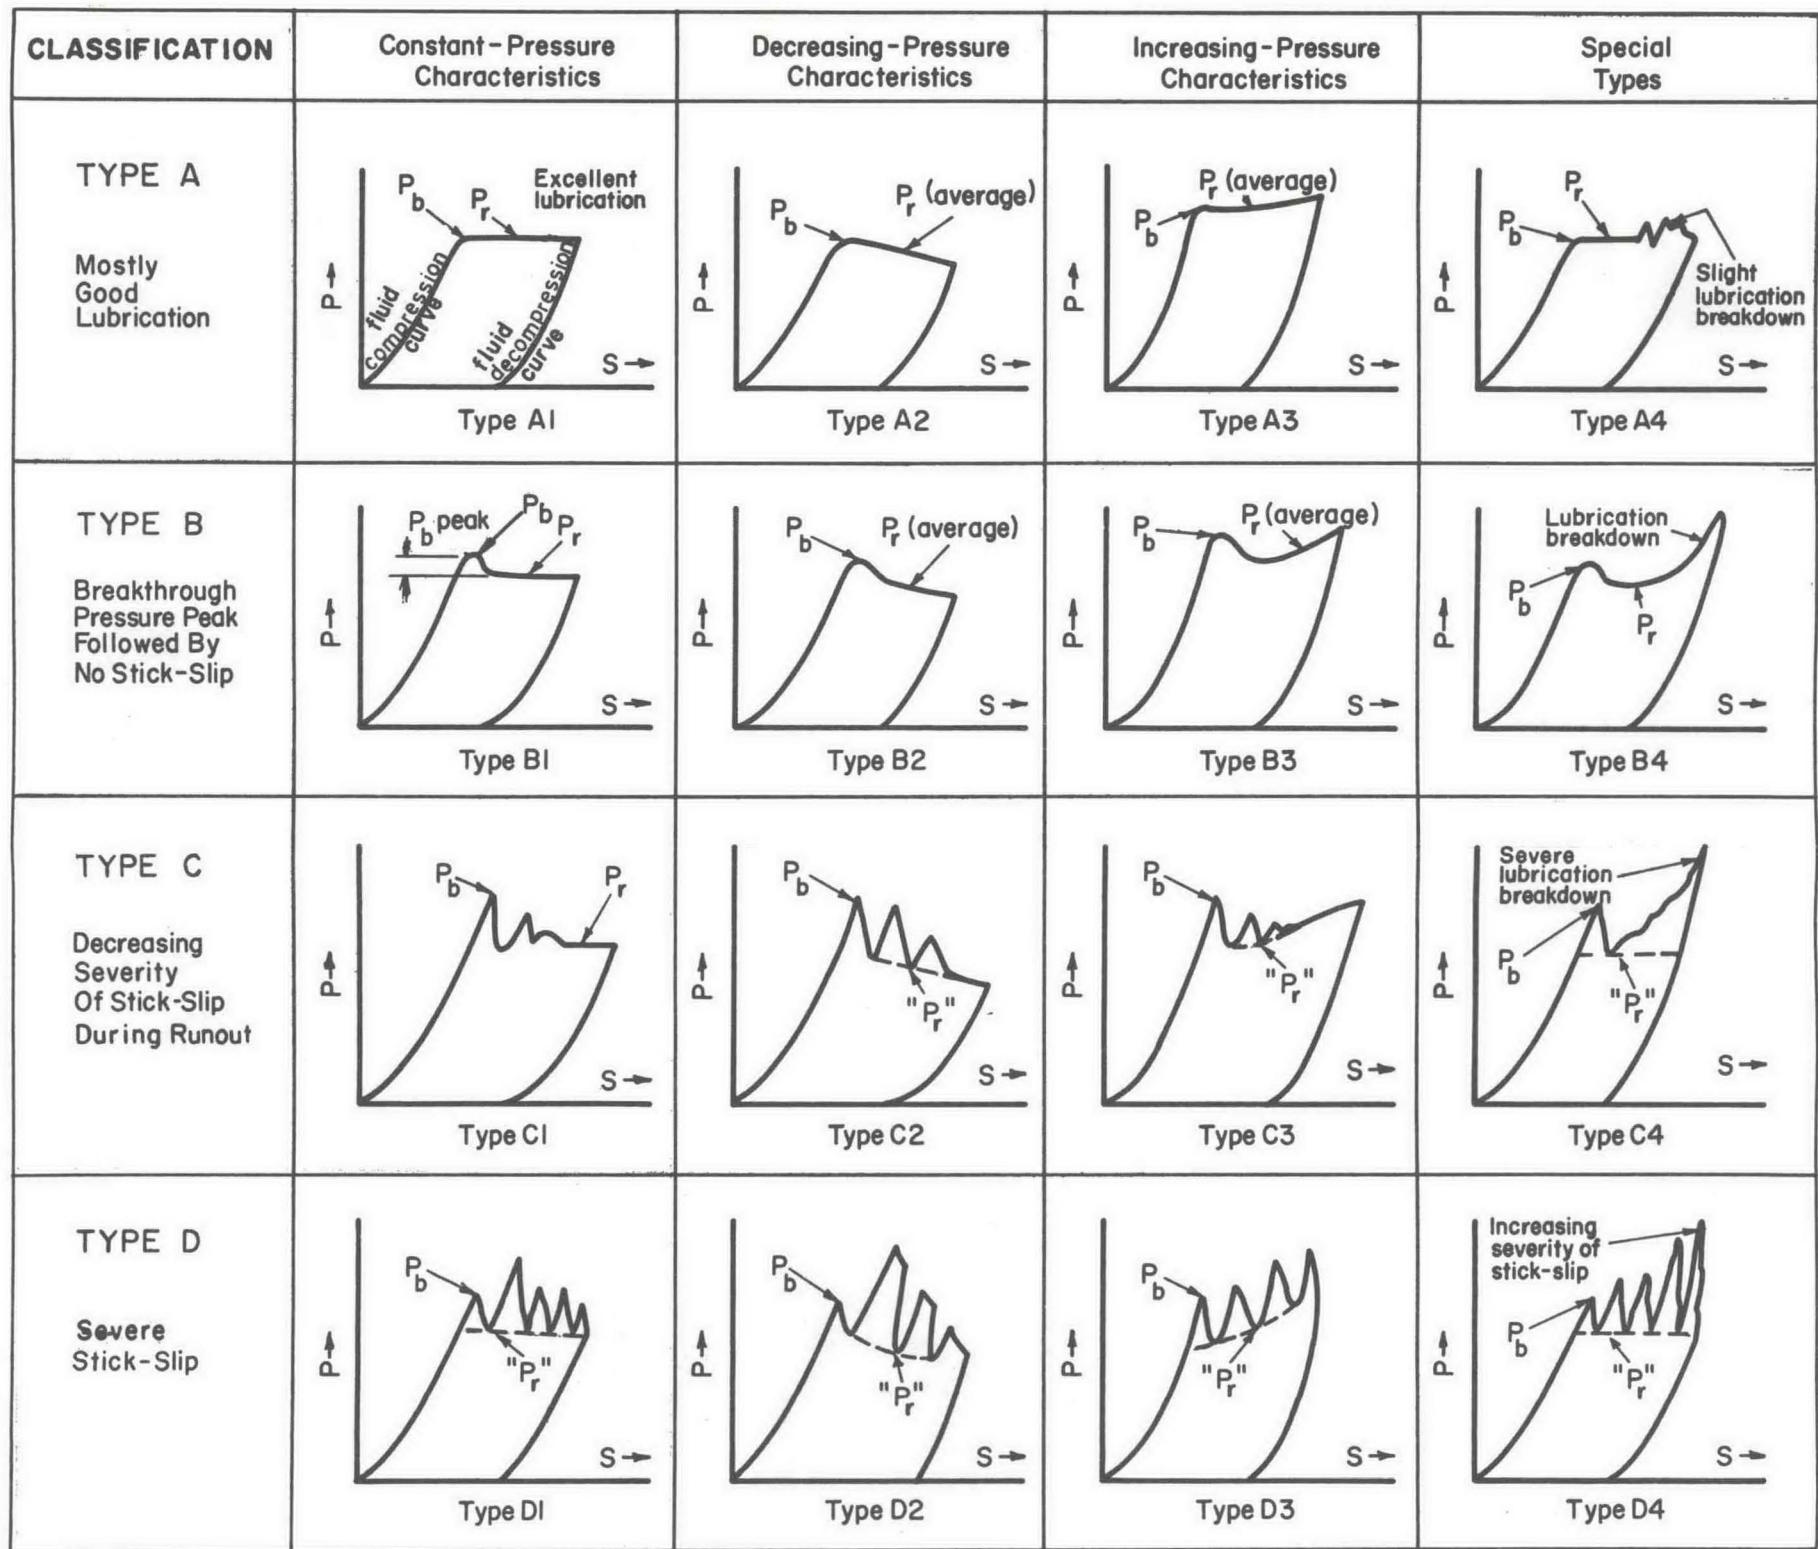 CLASSIFICATION
Constant-Pressure
Characteristics
Decreasing-Pressure
Characteristics
Increasing-Pressure
Characteristics
Special
Types
TYPE A
Mostly
Good
Lubrication
Pb
Pr
Excellent
lubrication
fluid
compression
curve
fluid
decompression
curve
P→
S→
Type A1
Pb
Pr (average)
P→
S→
Type A2
Pr (average)
Pb
P→
S→
Type A3
Pr
Pb
Slight
lubrication
breakdown
P→
S→
Type A4
TYPE B
Breakthrough
Pressure Peak
Followed By
No Stick-Slip
Pb peak
Pb
Pr
P→
S→
Type B1
Pb
Pr (average)
P→
S→
Type B2
Pb
Pr (average)
P→
S→
Type B3
Lubrication
breakdown
Pb
Pr
P→
S→
Type B4
TYPE C
Decreasing
Severity
Of Stick-Slip
During Runout
Pb
Pr
P→
S→
Type C1
Pb
"Pr"
P→
S→
Type C2
Pb
"Pr"
P→
S→
Type C3
Severe
lubrication
breakdown
Pb
"Pr"
P→
S→
Type C4
TYPE D
Severe
Stick-Slip
Pb
"Pr"
P→
S→
Type D1
Pb
"Pr"
P→
S→
Type D2
Pb
"Pr"
P→
S→
Type D3
Increasing
severity of
stick-slip
Pb
"Pr"
P→
S→
Type D4